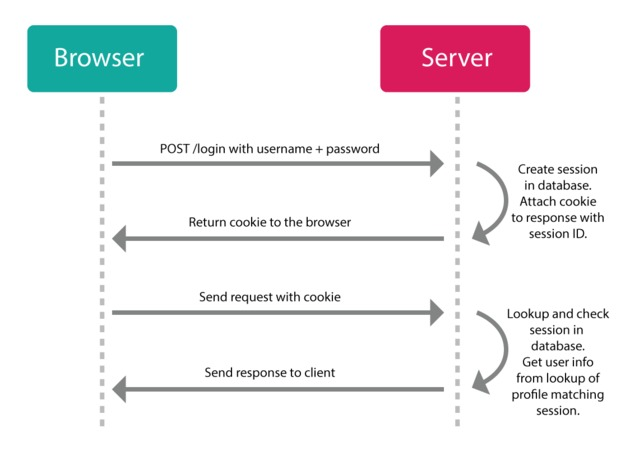 Browser
Server
POST /login with username + password
Create session
in database.
Attach cookie
to response with
session ID.
Return cookie to the browser
Send request with cookie
Lookup and check
session in
database.
Get user info
from lookup of
profile matching
session.
Send response to client